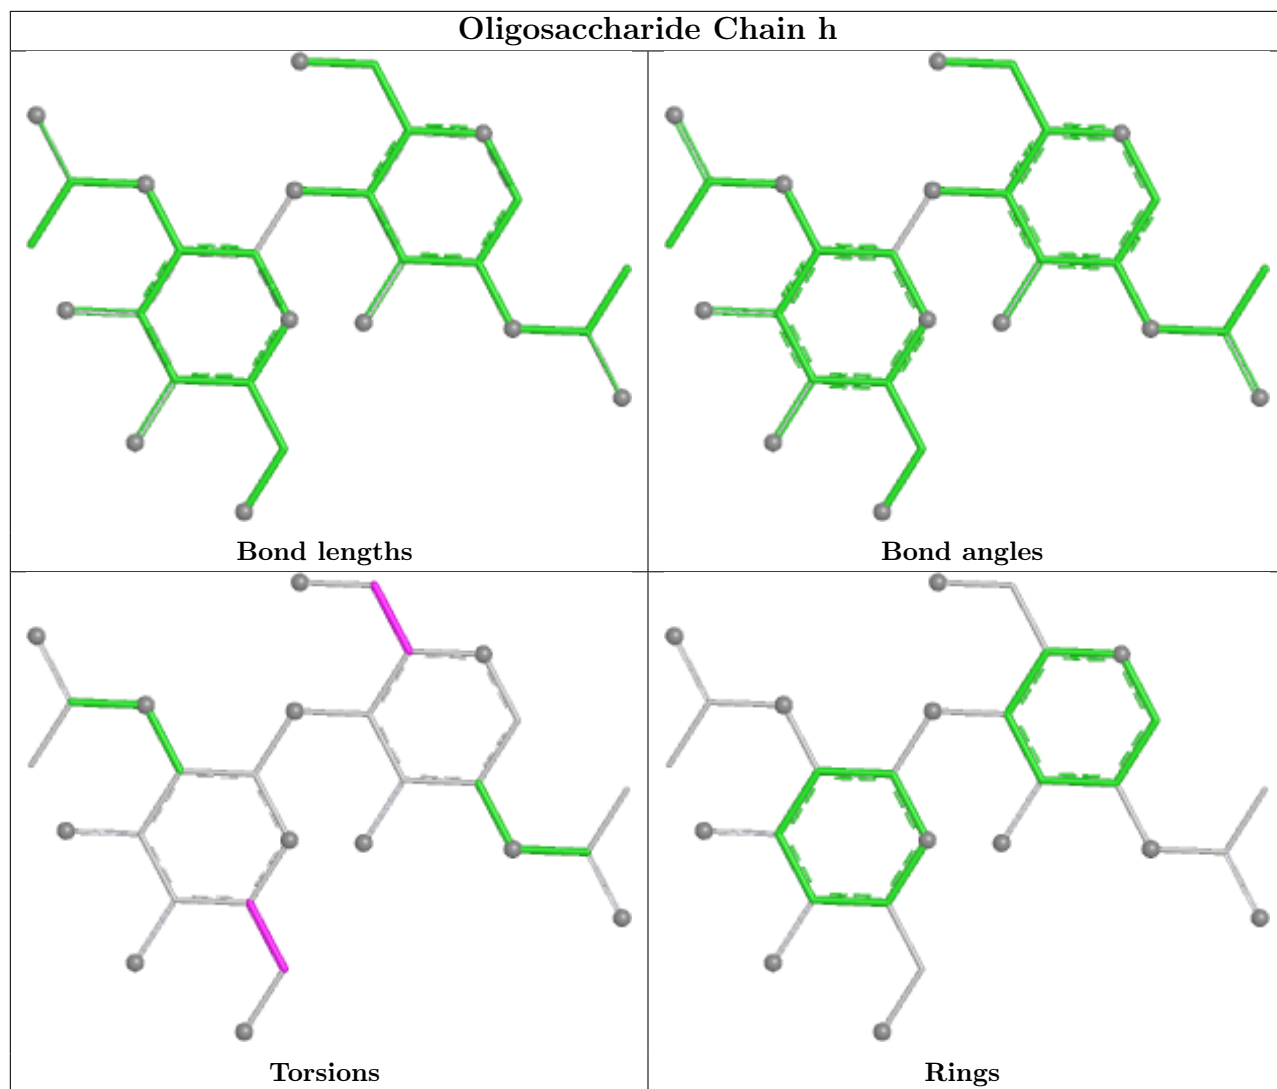 Oligosaccharide Chain h
Bond lengths
Bond angles
Torsions
Rings